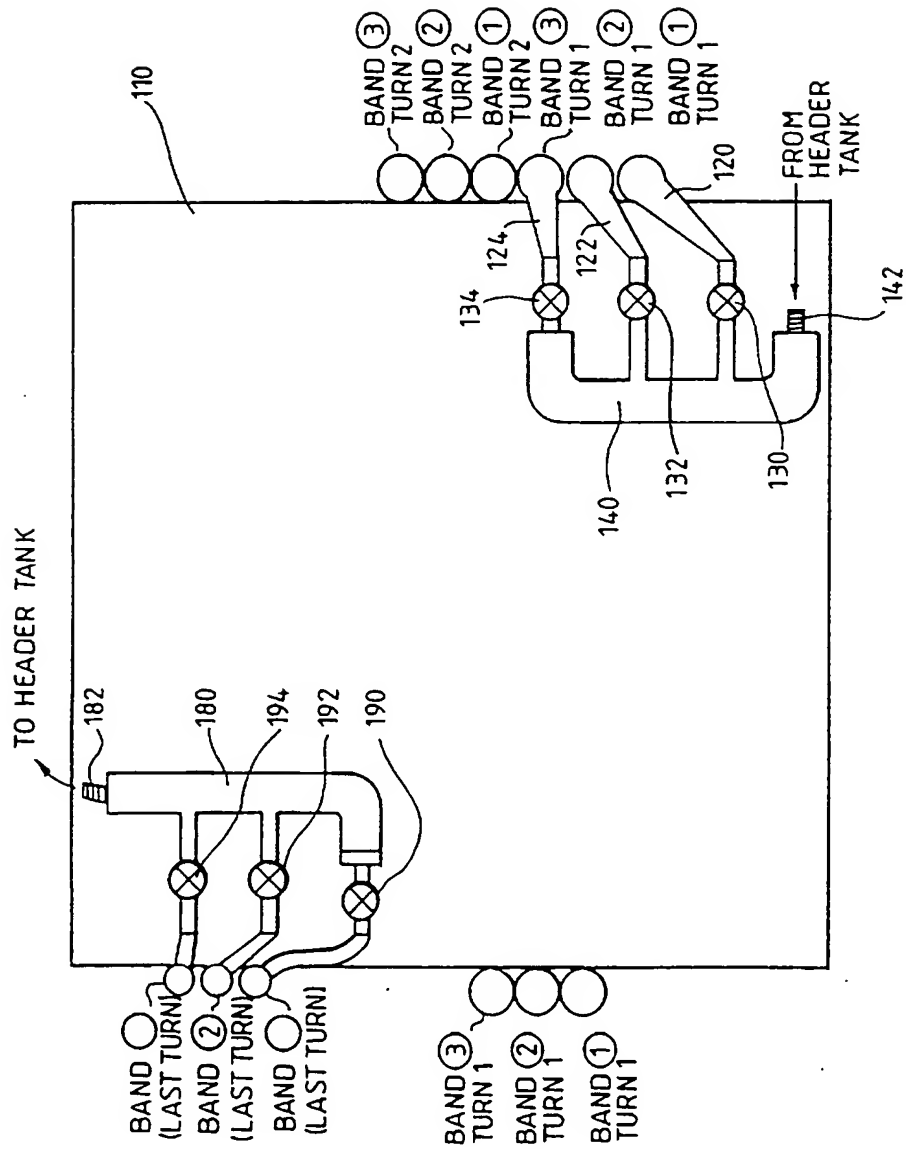 TO HEADER TANK
182
180
194
192
190
110
BAND
(LAST TURN)
BAND ②
(LAST TURN)
BAND
(LAST TURN)
BAND ③
TURN 1
BAND ②
TURN 1
BAND ①
TURN 1
BAND ③
TURN 2
BAND ②
TURN 2
BAND ①
TURN 2
BAND ③
TURN 1
BAND ②
TURN 1
BAND ①
TURN 1
134
124
122
120
FROM
HEADER
TANK
140
132
130
142